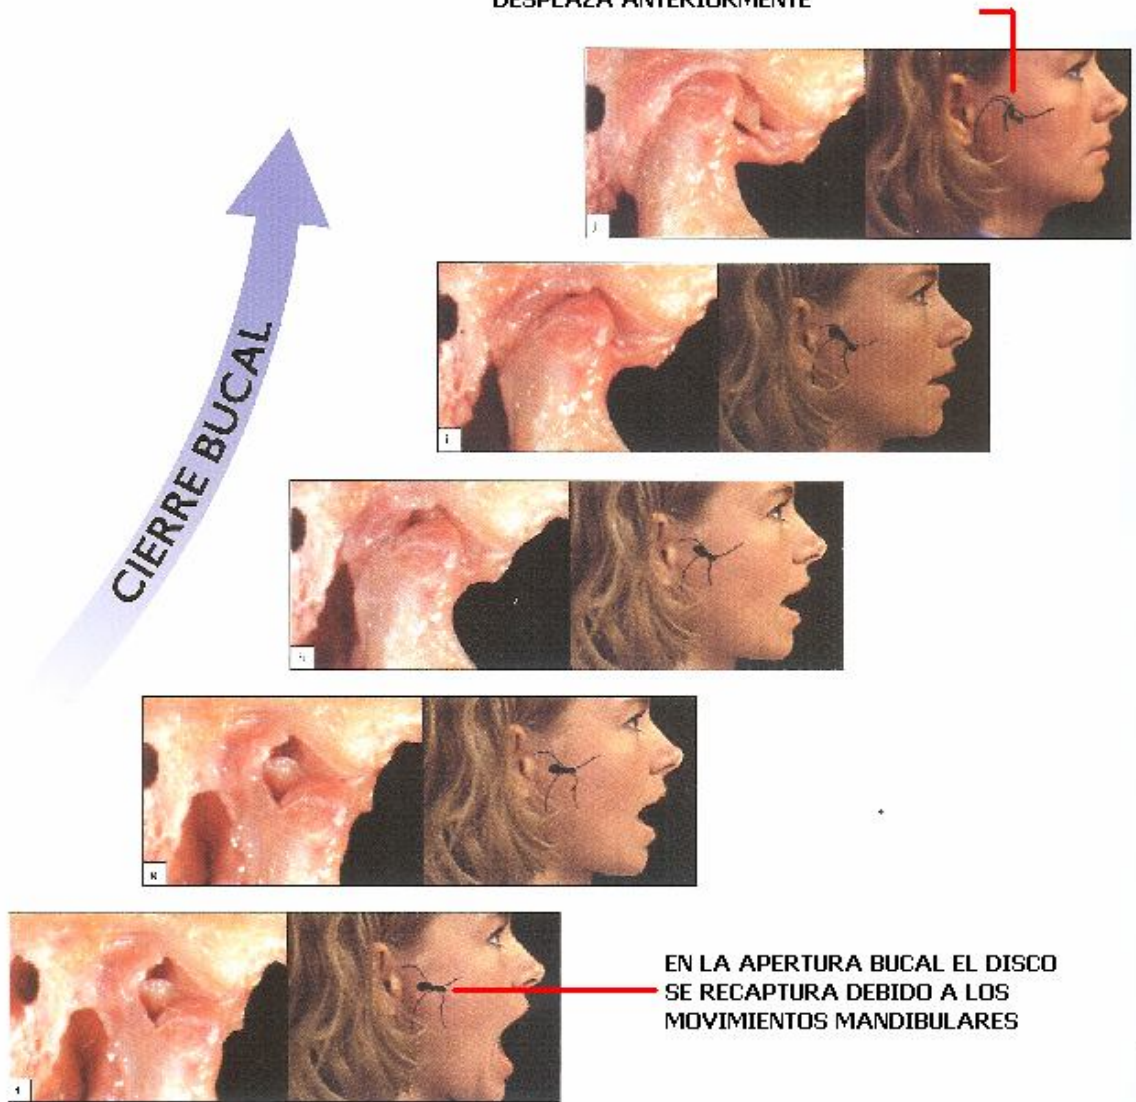 DESPLAZA ANTERIORMENTE
j
CIERRE BUCAL
i
g
EN LA APERTURA BUCAL EL DISCO
SE RECAPTURA DEBIDO A LOS
MOVIMIENTOS MANDIBULARES